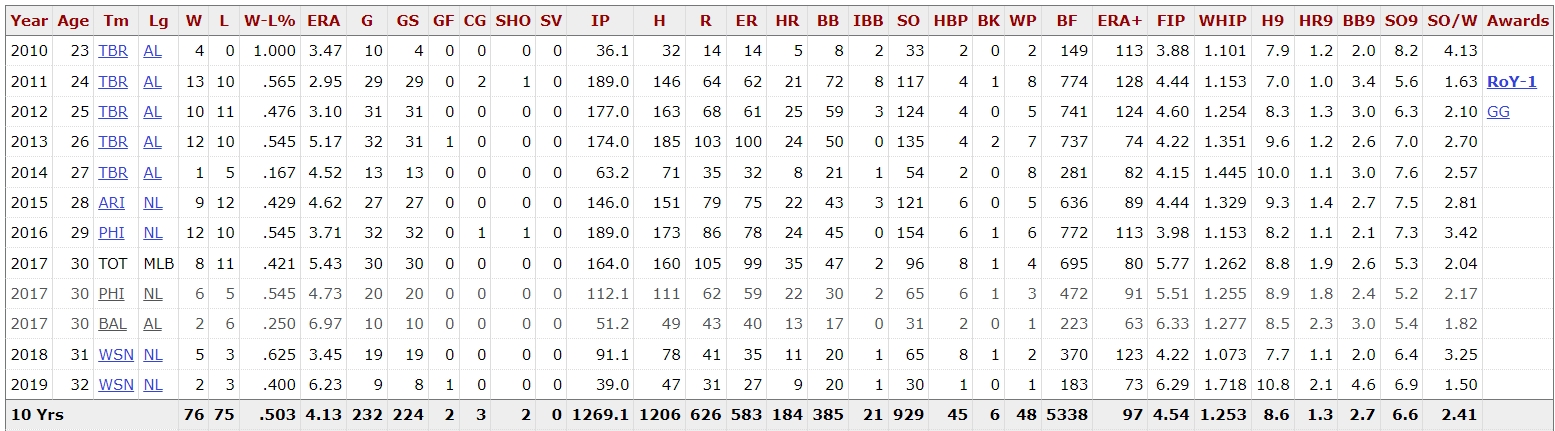 Year Age Tm Lg W L W-L% ERA G GS GF CG SHO SV IP H R ER HR BB IBB SO HBP BK WP BF ERA+ FIP WHIP H9 HR9 BB9 SO9 SO/W Awards
2010 23 TBR AL 4 0 1.000 3.47 10 4 0 0 0 0 36.1 32 14 14 5 8 2 33 2 0 2 149 113 3.88 1.101 7.9 1.2 2.0 8.2 4.13
2011 24 TBR AL 13 10 .565 2.95 29 29 0 2 1 0 189.0 146 64 62 21 72 8 117 4 1 8 774 128 4.44 1.153 7.0 1.0 3.4 5.6 1.63 RoY-1
2012 25 TBR AL 10 11 .476 3.10 31 31 0 0 0 0 177.0 163 68 61 25 59 3 124 4 0 5 741 124 4.60 1.254 8.3 1.3 3.0 6.3 2.10 GG
2013 26 TBR AL 12 10 .545 5.17 32 31 1 0 0 0 174.0 185 103 100 24 50 0 135 4 2 7 737 74 4.22 1.351 9.6 1.2 2.6 7.0 2.70
2014 27 TBR AL 1 5 .167 4.52 13 13 0 0 0 0 63.2 71 35 32 8 21 1 54 2 0 8 281 82 4.15 1.445 10.0 1.1 3.0 7.6 2.57
2015 28 ARI NL 9 12 .429 4.62 27 27 0 0 0 0 146.0 151 79 75 22 43 3 121 6 0 5 636 89 4.44 1.329 9.3 1.4 2.7 7.5 2.81
2016 29 PHI NL 12 10 .545 3.71 32 32 0 1 1 0 189.0 173 86 78 24 45 0 154 6 1 6 772 113 3.98 1.153 8.2 1.1 2.1 7.3 3.42
2017 30 TOT MLB 8 11 .421 5.43 30 30 0 0 0 0 164.0 160 105 99 35 47 2 96 8 1 4 695 80 5.77 1.262 8.8 1.9 2.6 5.3 2.04
2017 30 PHI NL 6 5 .545 4.73 20 20 0 0 0 0 112.1 111 62 59 22 30 2 65 6 1 3 472 91 5.51 1.255 8.9 1.8 2.4 5.2 2.17
2017 30 BAL AL 2 6 .250 6.97 10 10 0 0 0 0 51.2 49 43 40 13 17 0 31 2 0 1 223 63 6.33 1.277 8.5 2.3 3.0 5.4 1.82
2018 31 WSN NL 5 3 .625 3.45 19 19 0 0 0 0 91.1 78 41 35 11 20 1 65 8 1 2 370 123 4.22 1.073 7.7 1.1 2.0 6.4 3.25
2019 32 WSN NL 2 3 .400 6.23 9 8 1 0 0 0 39.0 47 31 27 9 20 1 30 1 0 1 183 73 6.29 1.718 10.8 2.1 4.6 6.9 1.50
10 Yrs 76 75 .503 4.13 232 224 2 3 2 0 1269.1 1206 626 583 184 385 21 929 45 6 48 5338 97 4.54 1.253 8.6 1.3 2.7 6.6 2.41